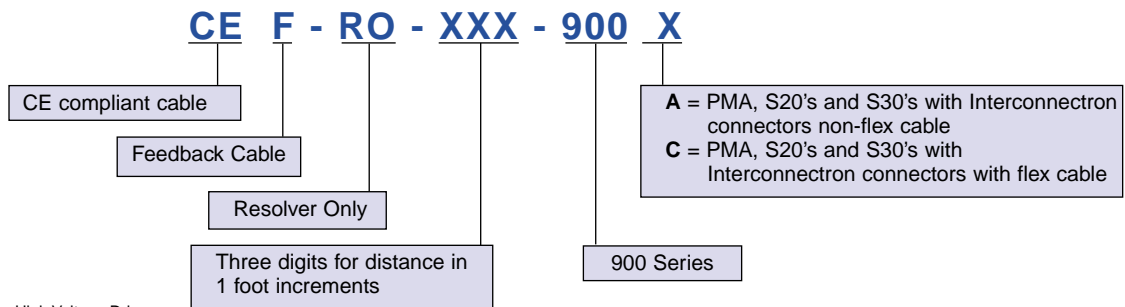 CE F - RO - XXX - 900 X
CE compliant cable
A = PMA, S20's and S30's with Interconnectron
connectors non-flex cable
C = PMA, S20's and S30's with
Interconnectron connectors with flex cable
Feedback Cable
Resolver Only
Three digits for distance in
1 foot increments
900 Series